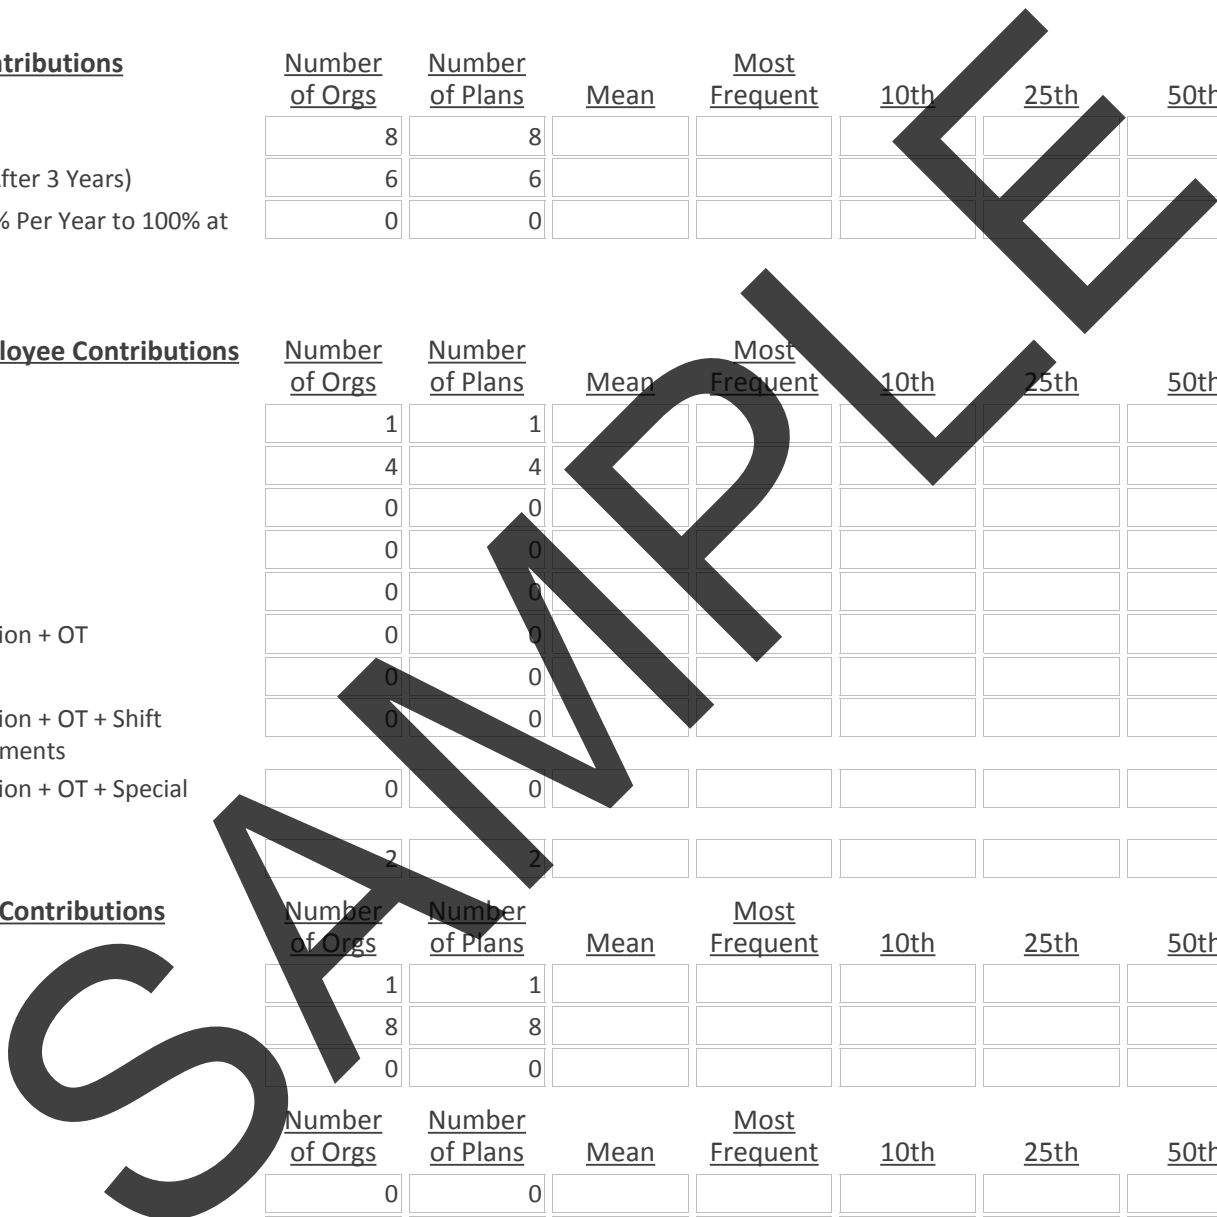 ntributions Number Number Most
of Orgs of Plans Mean Frequent 10th 25th 50th
8 8
After 3 Years) 6 6
% Per Year to 100% at 0 0
loyee Contributions Number Number Most
of Orgs of Plans Mean Frequent 10th 25th 50th
1 1
4 4
0 0
0 0
0 0
ion + OT 0 0
0 0
ion + OT + Shift 0 0
ments
ion + OT + Special 0 0
2 2
Contributions Number Number Most
of Orgs of Plans Mean Frequent 10th 25th 50th
1 1
8 8
0 0
Number Number Most
of Orgs of Plans Mean Frequent 10th 25th 50th
0 0
SAMPLE